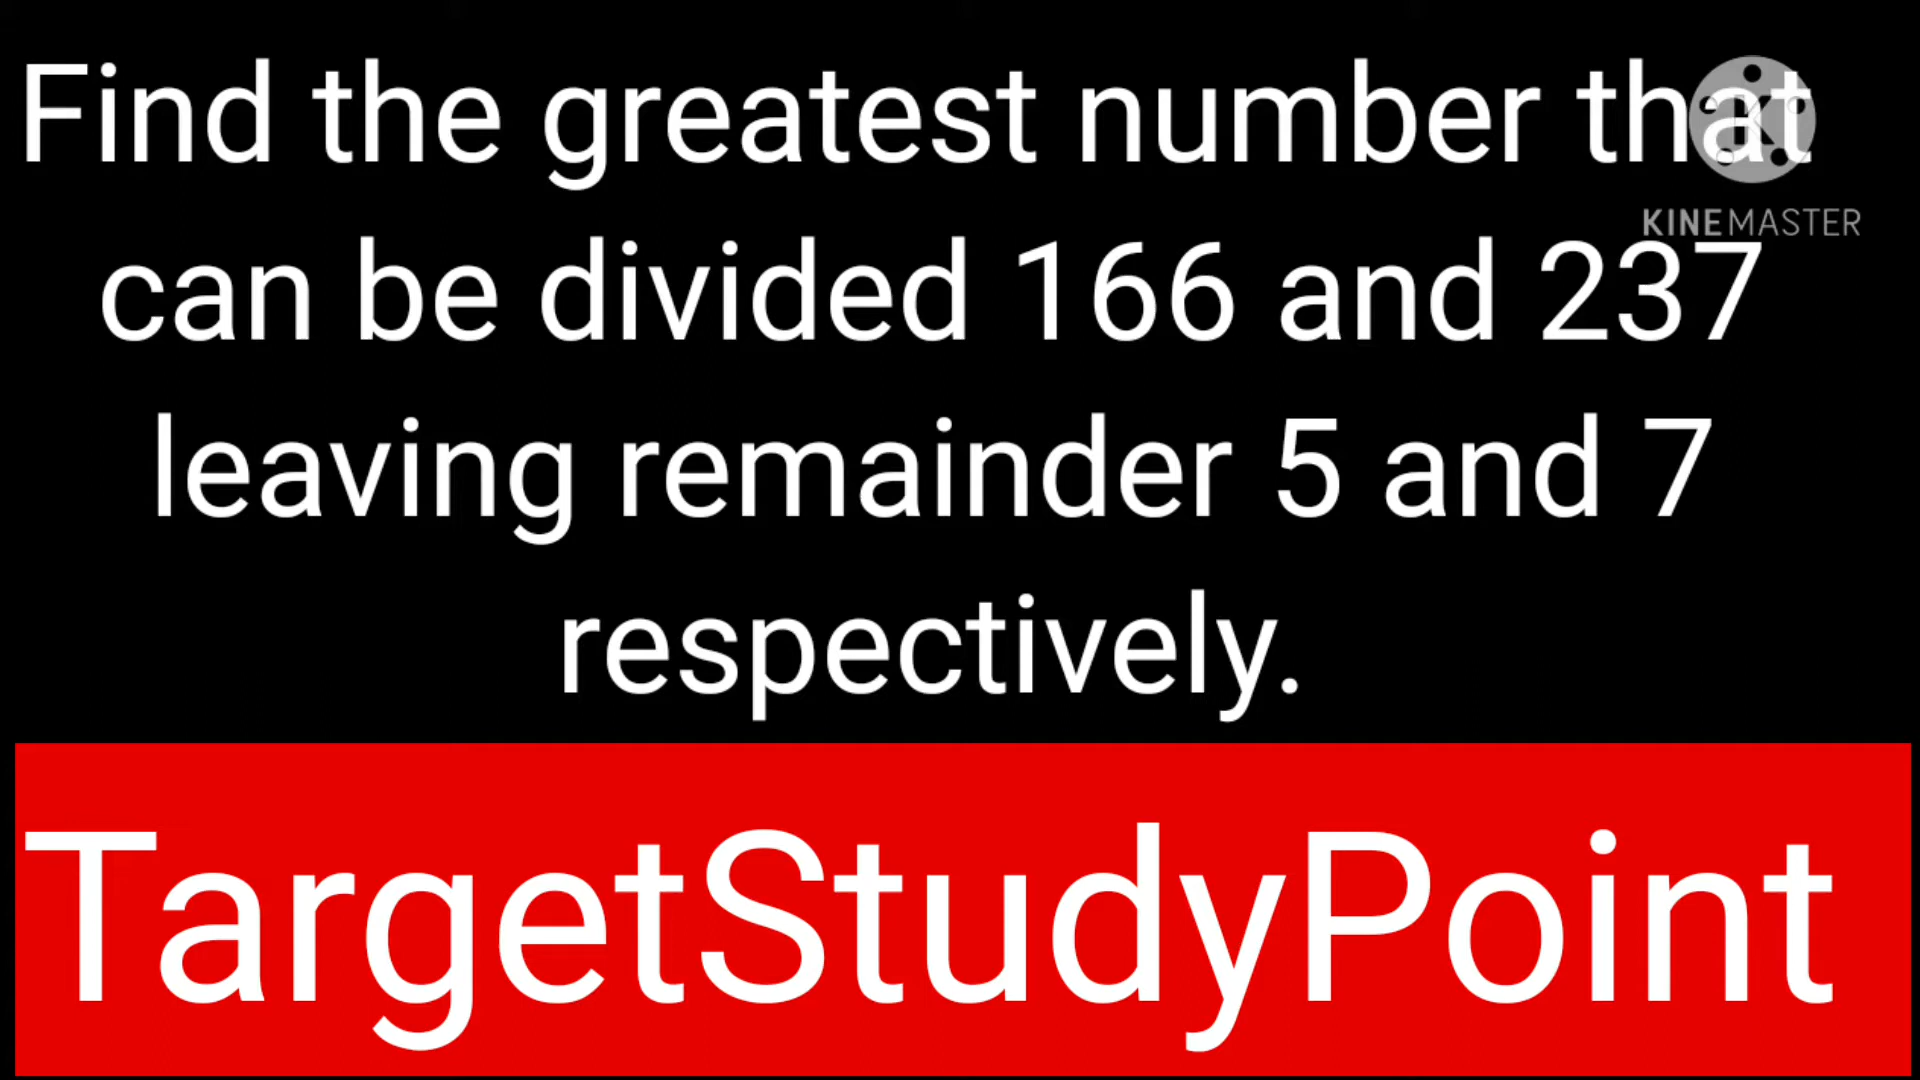 Find the greatest number that
KINEMASTER
can be divided 166 and 237
leaving remainder 5 and 7
respectively.
TargetStudyPoint